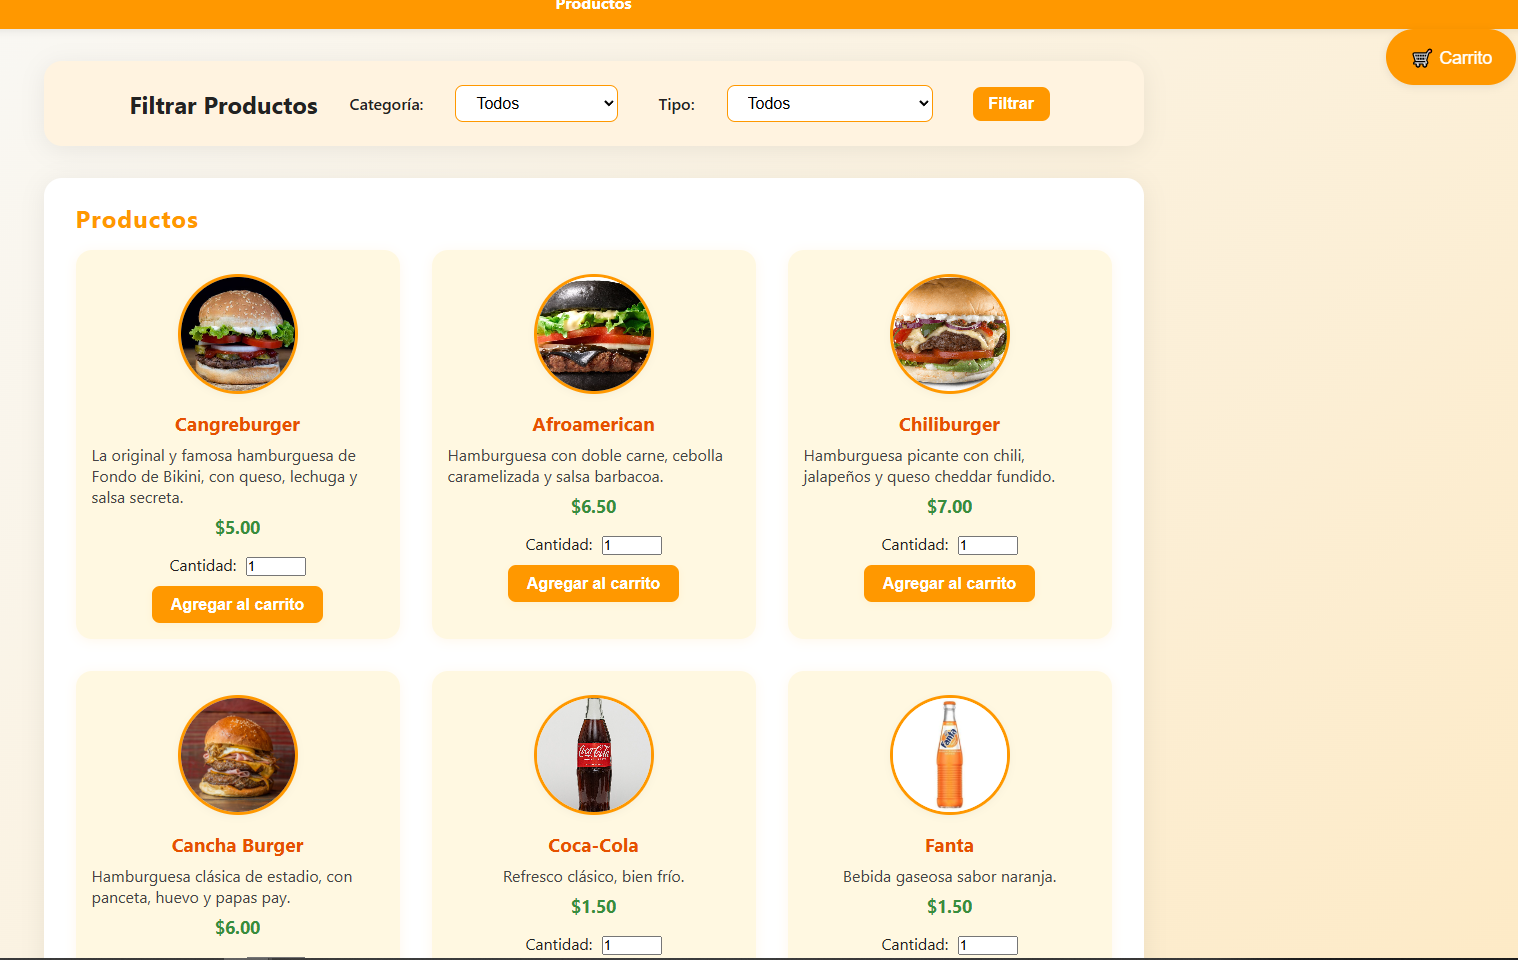 Productos
🛒 Carrito
Filtrar Productos Categoría: Todos Tipo: Todos Filtrar
Productos
Cangreburger
La original y famosa hamburguesa de
Fondo de Bikini, con queso, lechuga y
salsa secreta.
$5.00
Cantidad: 1
Agregar al carrito
Afroamerican
Hamburguesa con doble carne, cebolla
caramelizada y salsa barbacoa.
$6.50
Cantidad: 1
Agregar al carrito
Chiliburger
Hamburguesa picante con chili,
jalapeños y queso cheddar fundido.
$7.00
Cantidad: 1
Agregar al carrito
Cancha Burger
Hamburguesa clásica de estadio, con
panceta, huevo y papas pay.
$6.00
Coca-Cola
Coca-Cola
Refresco clásico, bien frío.
$1.50
Cantidad: 1
Fanta
Fanta
Bebida gaseosa sabor naranja.
$1.50
Cantidad: 1